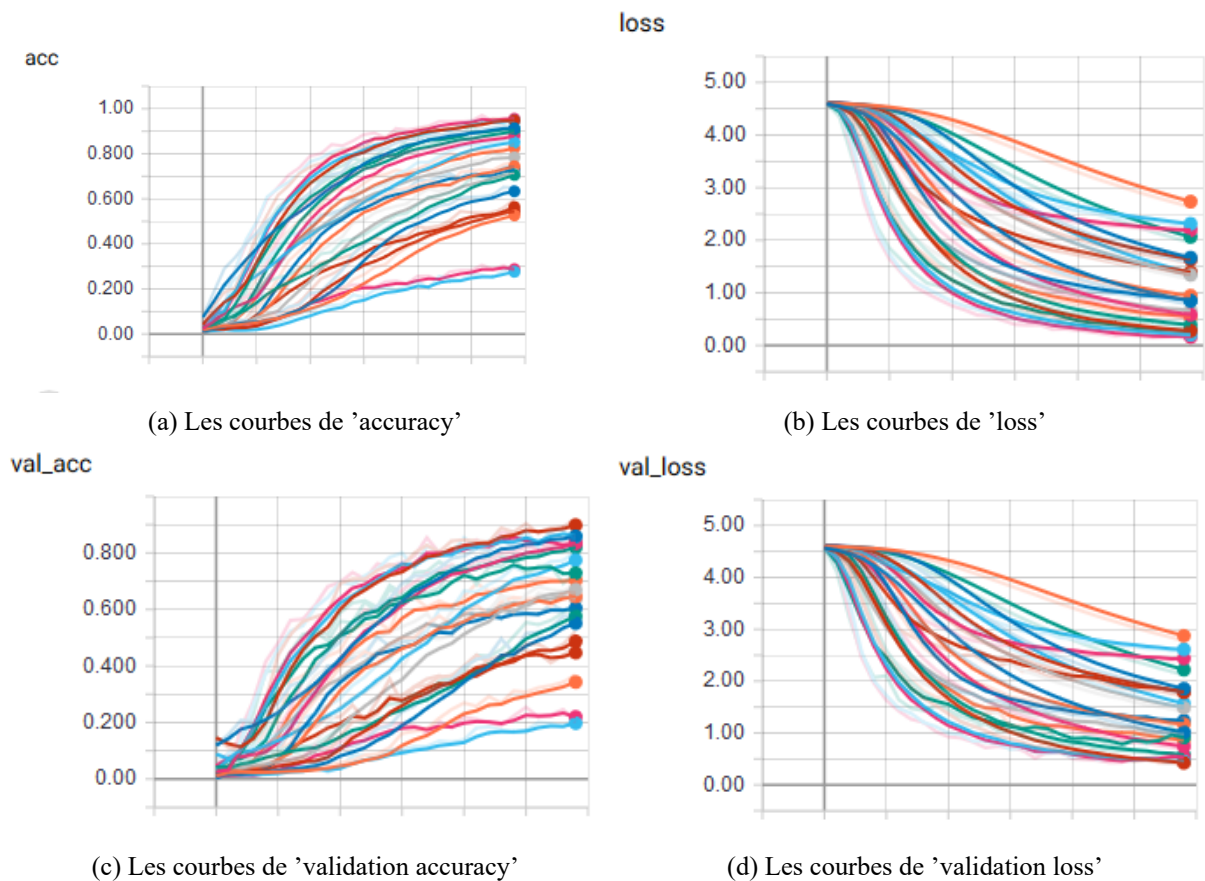 acc
1.00
0.800
0.600
0.400
0.200
0.00
loss
5.00
4.00
3.00
2.00
1.00
0.00
(a) Les courbes de ’accuracy’
(b) Les courbes de ’loss’
val_acc
0.800
0.600
0.400
0.200
0.00
val_loss
5.00
4.00
3.00
2.00
1.00
0.00
(c) Les courbes de ’validation accuracy’
(d) Les courbes de ’validation loss’